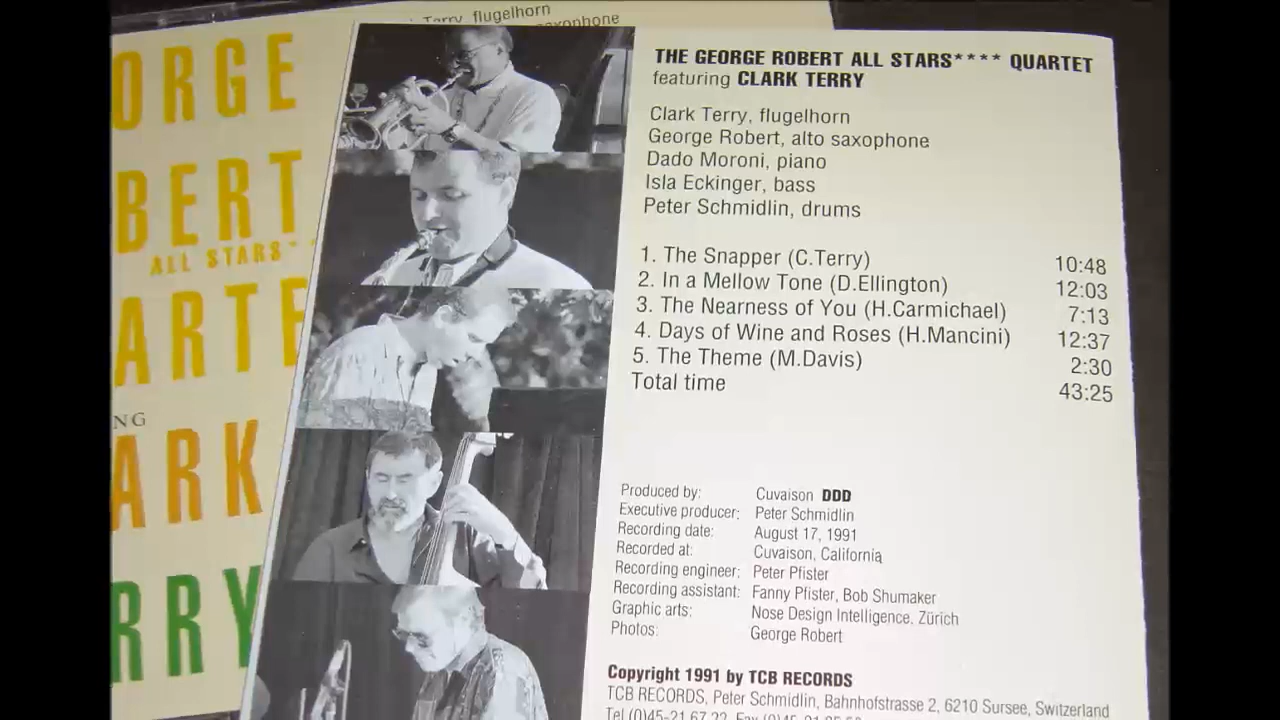 Terry, flugelhorn
ORGE
BERT
ALL STARS**
ARTE
NG
ARK
RRY
THE GEORGE ROBERT ALL STARS**** QUARTET
featuring CLARK TERRY
Clark Terry, flugelhorn
George Robert, alto saxophone
Dado Moroni, piano
Isla Eckinger, bass
Peter Schmidlin, drums
1. The Snapper (C.Terry) 10:48
2. In a Mellow Tone (D.Ellington) 12:03
3. The Nearness of You (H.Carmichael) 7:13
4. Days of Wine and Roses (H.Mancini) 12:37
5. The Theme (M.Davis) 2:30
Total time 43:25
Produced by: Cuvaison DDD
Executive producer: Peter Schmidlin
Recording date: August 17, 1991
Recorded at: Cuvaison, California
Recording engineer: Peter Pfister
Recording assistant: Fanny Pfister, Bob Shumaker
Graphic arts: Nose Design Intelligence, Zürich
Photos: George Robert
Copyright 1991 by TCB RECORDS
TCB RECORDS, Peter Schmidlin, Bahnhofstrasse 2, 6210 Sursee, Switzerland